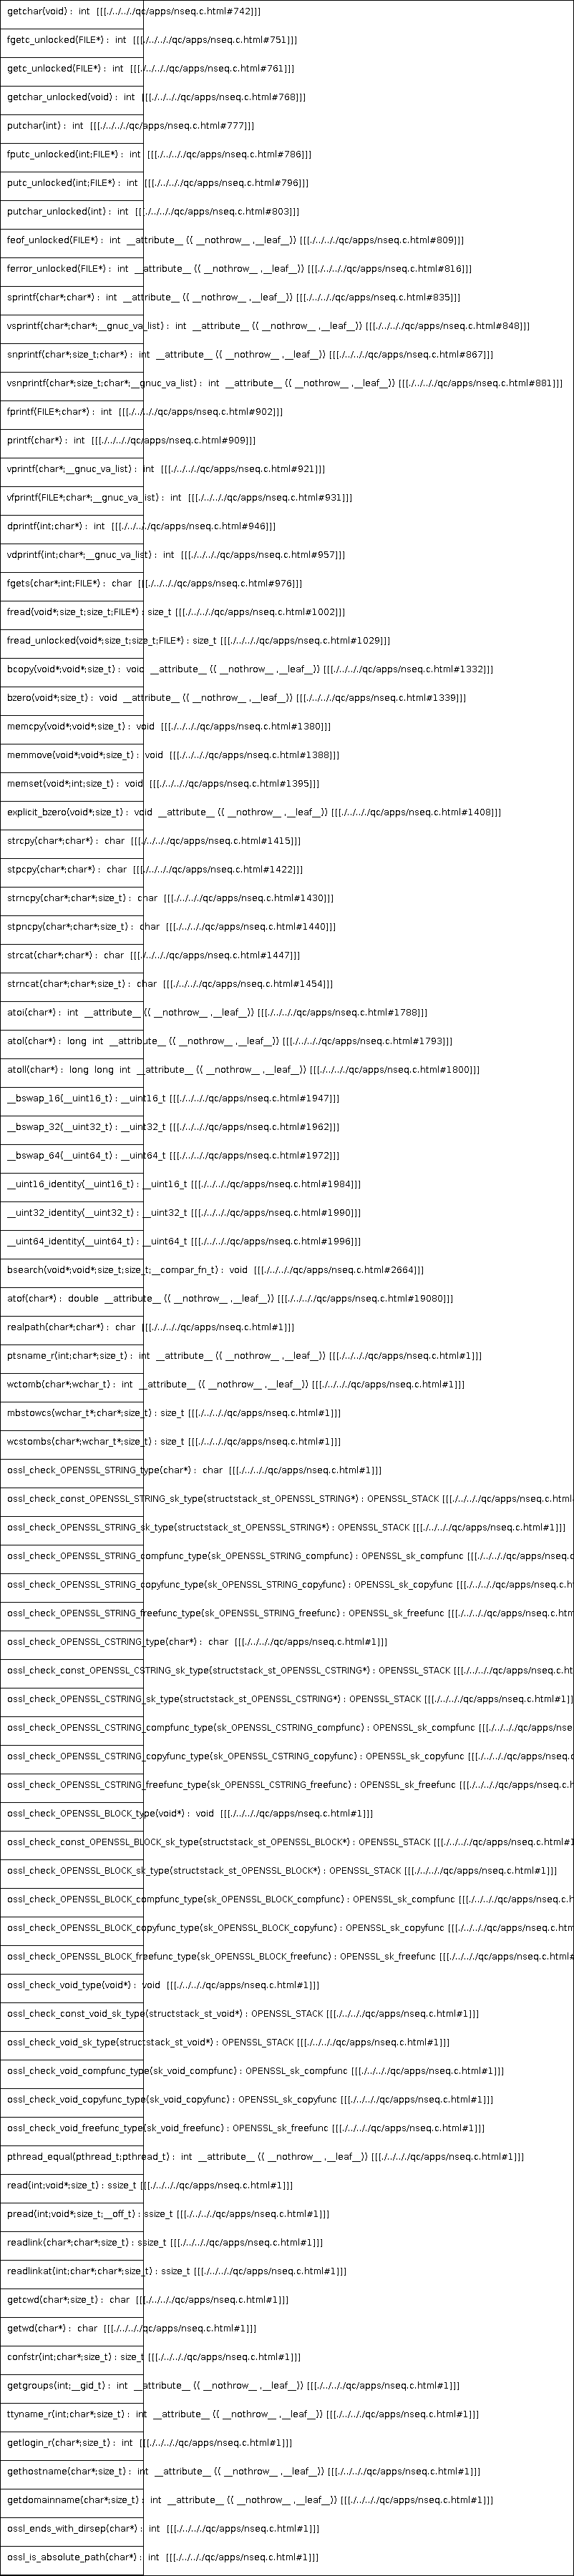 getchar(void) : int [[[./../.././qc/apps/nseq.c.html#742]]]
fgetc_unlocked(FILE*) : int [[[./../.././qc/apps/nseq.c.html#751]]]
getc_unlocked(FILE*) : int [[[./../.././qc/apps/nseq.c.html#761]]]
getchar_unlocked(void) : int [[[./../.././qc/apps/nseq.c.html#768]]]
putchar(int) : int [[[./../.././qc/apps/nseq.c.html#777]]]
fputc_unlocked(int;FILE*) : int [[[./../.././qc/apps/nseq.c.html#786]]]
putc_unlocked(int;FILE*) : int [[[./../.././qc/apps/nseq.c.html#796]]]
putchar_unlocked(int) : int [[[./../.././qc/apps/nseq.c.html#803]]]
feof_unlocked(FILE*) : int __attribute__ (( __nothrow__ ,__leaf__)) [[[./../.././qc/apps/nseq.c.html#809]]]
ferror_unlocked(FILE*) : int __attribute__ (( __nothrow__ ,__leaf__)) [[[./../.././qc/apps/nseq.c.html#816]]]
sprintf(char*;char*) : int __attribute__ (( __nothrow__ ,__leaf__)) [[[./../.././qc/apps/nseq.c.html#835]]]
vsprintf(char*;char*;__gnuc_va_list) : int __attribute__ (( __nothrow__ ,__leaf__)) [[[./../.././qc/apps/nseq.c.html#848]]]
snprintf(char*;size_t;char*) : int __attribute__ (( __nothrow__ ,__leaf__)) [[[./../.././qc/apps/nseq.c.html#867]]]
vsnprintf(char*;size_t;char*;__gnuc_va_list) : int __attribute__ (( __nothrow__ ,__leaf__)) [[[./../.././qc/apps/nseq.c.html#881]]]
fprintf(FILE*;char*) : int [[[./../.././qc/apps/nseq.c.html#902]]]
printf(char*) : int [[[./../.././qc/apps/nseq.c.html#909]]]
vprintf(char*;__gnuc_va_list) : int [[[./../.././qc/apps/nseq.c.html#921]]]
vfprintf(FILE*;char*;__gnuc_va_list) : int [[[./../.././qc/apps/nseq.c.html#931]]]
dprintf(int;char*) : int [[[./../.././qc/apps/nseq.c.html#946]]]
vdprintf(int;char*;__gnuc_va_list) : int [[[./../.././qc/apps/nseq.c.html#957]]]
fgets(char*;int;FILE*) : char [[[./../.././qc/apps/nseq.c.html#976]]]
fread(void*;size_t;size_t;FILE*) : size_t [[[./../.././qc/apps/nseq.c.html#1002]]]
fread_unlocked(void*;size_t;size_t;FILE*) : size_t [[[./../.././qc/apps/nseq.c.html#1029]]]
bcopy(void*;void*;size_t) : void __attribute__ (( __nothrow__ ,__leaf__)) [[[./../.././qc/apps/nseq.c.html#1332]]]
bzero(void*;size_t) : void __attribute__ (( __nothrow__ ,__leaf__)) [[[./../.././qc/apps/nseq.c.html#1339]]]
memcpy(void*;void*;size_t) : void [[[./../.././qc/apps/nseq.c.html#1380]]]
memmove(void*;void*;size_t) : void [[[./../.././qc/apps/nseq.c.html#1388]]]
memset(void*;int;size_t) : void [[[./../.././qc/apps/nseq.c.html#1395]]]
explicit_bzero(void*;size_t) : void __attribute__ (( __nothrow__ ,__leaf__)) [[[./../.././qc/apps/nseq.c.html#1408]]]
strcpy(char*;char*) : char [[[./../.././qc/apps/nseq.c.html#1415]]]
stpcpy(char*;char*) : char [[[./../.././qc/apps/nseq.c.html#1422]]]
strncpy(char*;char*;size_t) : char [[[./../.././qc/apps/nseq.c.html#1430]]]
stpncpy(char*;char*;size_t) : char [[[./../.././qc/apps/nseq.c.html#1440]]]
strcat(char*;char*) : char [[[./../.././qc/apps/nseq.c.html#1447]]]
strncat(char*;char*;size_t) : char [[[./../.././qc/apps/nseq.c.html#1454]]]
atoi(char*) : int __attribute__ (( __nothrow__ ,__leaf__)) [[[./../.././qc/apps/nseq.c.html#1788]]]
atol(char*) : long int __attribute__ (( __nothrow__ ,__leaf__)) [[[./../.././qc/apps/nseq.c.html#1793]]]
atoll(char*) : long long int __attribute__ (( __nothrow__ ,__leaf__)) [[[./../.././qc/apps/nseq.c.html#1800]]]
__bswap_16(__uint16_t) : __uint16_t [[[./../.././qc/apps/nseq.c.html#1947]]]
__bswap_32(__uint32_t) : __uint32_t [[[./../.././qc/apps/nseq.c.html#1962]]]
__bswap_64(__uint64_t) : __uint64_t [[[./../.././qc/apps/nseq.c.html#1972]]]
__uint16_identity(__uint16_t) : __uint16_t [[[./../.././qc/apps/nseq.c.html#1984]]]
__uint32_identity(__uint32_t) : __uint32_t [[[./../.././qc/apps/nseq.c.html#1990]]]
__uint64_identity(__uint64_t) : __uint64_t [[[./../.././qc/apps/nseq.c.html#1996]]]
bsearch(void*;void*;size_t;size_t;__compar_fn_t) : void [[[./../.././qc/apps/nseq.c.html#2664]]]
atof(char*) : double __attribute__ (( __nothrow__ ,__leaf__)) [[[./../.././qc/apps/nseq.c.html#19080]]]
realpath(char*;char*) : char [[[./../.././qc/apps/nseq.c.html#1]]]
ptsname_r(int;char*;size_t) : int __attribute__ (( __nothrow__ ,__leaf__)) [[[./../.././qc/apps/nseq.c.html#1]]]
wctomb(char*;wchar_t) : int __attribute__ (( __nothrow__ ,__leaf__)) [[[./../.././qc/apps/nseq.c.html#1]]]
mbstowcs(wchar_t*;char*;size_t) : size_t [[[./../.././qc/apps/nseq.c.html#1]]]
wcstombs(char*;wchar_t*;size_t) : size_t [[[./../.././qc/apps/nseq.c.html#1]]]
ossl_check_OPENSSL_STRING_type(char*) : char [[[./../.././qc/apps/nseq.c.html#1]]]
ossl_check_const_OPENSSL_STRING_sk_type(structstack_st_OPENSSL_STRING*) : OPENSSL_STACK [[[./../.././qc/apps/nseq.c.html
ossl_check_OPENSSL_STRING_sk_type(structstack_st_OPENSSL_STRING*) : OPENSSL_STACK [[[./../.././qc/apps/nseq.c.html#1]]]
ossl_check_OPENSSL_STRING_compfunc_type(sk_OPENSSL_STRING_compfunc) : OPENSSL_sk_compfunc [[[./../.././qc/apps/nseq.c
ossl_check_OPENSSL_STRING_copyfunc_type(sk_OPENSSL_STRING_copyfunc) : OPENSSL_sk_copyfunc [[[./../.././qc/apps/nseq.c.h
ossl_check_OPENSSL_STRING_freefunc_type(sk_OPENSSL_STRING_freefunc) : OPENSSL_sk_freefunc [[[./../.././qc/apps/nseq.c.htm
ossl_check_OPENSSL_CSTRING_type(char*) : char [[[./../.././qc/apps/nseq.c.html#1]]]
ossl_check_const_OPENSSL_CSTRING_sk_type(structstack_st_OPENSSL_CSTRING*) : OPENSSL_STACK [[[./../.././qc/apps/nseq.c.ht
ossl_check_OPENSSL_CSTRING_sk_type(structstack_st_OPENSSL_CSTRING*) : OPENSSL_STACK [[[./../.././qc/apps/nseq.c.html#1]]
ossl_check_OPENSSL_CSTRING_compfunc_type(sk_OPENSSL_CSTRING_compfunc) : OPENSSL_sk_compfunc [[[./../.././qc/apps/nse
ossl_check_OPENSSL_CSTRING_copyfunc_type(sk_OPENSSL_CSTRING_copyfunc) : OPENSSL_sk_copyfunc [[[./../.././qc/apps/nseq.c
ossl_check_OPENSSL_CSTRING_freefunc_type(sk_OPENSSL_CSTRING_freefunc) : OPENSSL_sk_freefunc [[[./../.././qc/apps/nseq.c.h
ossl_check_OPENSSL_BLOCK_type(void*) : void [[[./../.././qc/apps/nseq.c.html#1]]]
ossl_check_const_OPENSSL_BLOCK_sk_type(structstack_st_OPENSSL_BLOCK*) : OPENSSL_STACK [[[./../.././qc/apps/nseq.c.html#1
ossl_check_OPENSSL_BLOCK_sk_type(structstack_st_OPENSSL_BLOCK*) : OPENSSL_STACK [[[./../.././qc/apps/nseq.c.html#1]]]
ossl_check_OPENSSL_BLOCK_compfunc_type(sk_OPENSSL_BLOCK_compfunc) : OPENSSL_sk_compfunc [[[./../.././qc/apps/nseq.c.h
ossl_check_OPENSSL_BLOCK_copyfunc_type(sk_OPENSSL_BLOCK_copyfunc) : OPENSSL_sk_copyfunc [[[./../.././qc/apps/nseq.c.htm
ossl_check_OPENSSL_BLOCK_freefunc_type(sk_OPENSSL_BLOCK_freefunc) : OPENSSL_sk_freefunc [[[./../.././qc/apps/nseq.c.html#
ossl_check_void_type(void*) : void [[[./../.././qc/apps/nseq.c.html#1]]]
ossl_check_const_void_sk_type(structstack_st_void*) : OPENSSL_STACK [[[./../.././qc/apps/nseq.c.html#1]]]
ossl_check_void_sk_type(structstack_st_void*) : OPENSSL_STACK [[[./../.././qc/apps/nseq.c.html#1]]]
ossl_check_void_compfunc_type(sk_void_compfunc) : OPENSSL_sk_compfunc [[[./../.././qc/apps/nseq.c.html#1]]]
ossl_check_void_copyfunc_type(sk_void_copyfunc) : OPENSSL_sk_copyfunc [[[./../.././qc/apps/nseq.c.html#1]]]
ossl_check_void_freefunc_type(sk_void_freefunc) : OPENSSL_sk_freefunc [[[./../.././qc/apps/nseq.c.html#1]]]
pthread_equal(pthread_t;pthread_t) : int __attribute__ (( __nothrow__ ,__leaf__)) [[[./../.././qc/apps/nseq.c.html#1]]]
read(int;void*;size_t) : ssize_t [[[./../.././qc/apps/nseq.c.html#1]]]
pread(int;void*;size_t;__off_t) : ssize_t [[[./../.././qc/apps/nseq.c.html#1]]]
readlink(char*;char*;size_t) : ssize_t [[[./../.././qc/apps/nseq.c.html#1]]]
readlinkat(int;char*;char*;size_t) : ssize_t [[[./../.././qc/apps/nseq.c.html#1]]]
getcwd(char*;size_t) : char [[[./../.././qc/apps/nseq.c.html#1]]]
getwd(char*) : char [[[./../.././qc/apps/nseq.c.html#1]]]
confstr(int;char*;size_t) : size_t [[[./../.././qc/apps/nseq.c.html#1]]]
getgroups(int;__gid_t) : int __attribute__ (( __nothrow__ ,__leaf__)) [[[./../.././qc/apps/nseq.c.html#1]]]
ttyname_r(int;char*;size_t) : int __attribute__ (( __nothrow__ ,__leaf__)) [[[./../.././qc/apps/nseq.c.html#1]]]
getlogin_r(char*;size_t) : int [[[./../.././qc/apps/nseq.c.html#1]]]
gethostname(char*;size_t) : int __attribute__ (( __nothrow__ ,__leaf__)) [[[./../.././qc/apps/nseq.c.html#1]]]
getdomainname(char*;size_t) : int __attribute__ (( __nothrow__ ,__leaf__)) [[[./../.././qc/apps/nseq.c.html#1]]]
ossl_ends_with_dirsep(char*) : int [[[./../.././qc/apps/nseq.c.html#1]]]
ossl_is_absolute_path(char*) : int [[[./../.././qc/apps/nseq.c.html#1]]]